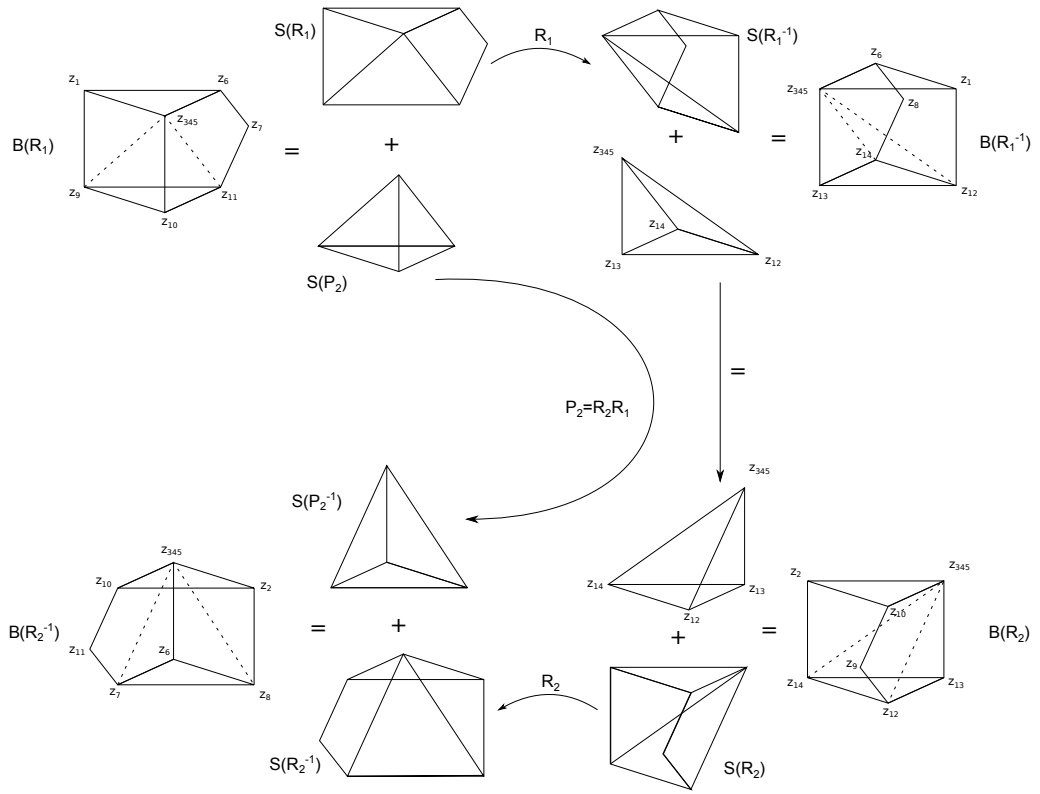 S(R₁)
R₁
S(R₁⁻¹)
z₁
z₆
z₃₄₅
z₇
B(R₁)
=
+
z₉
z₁₁
z₁₀
z₆
z₃₄₅
z₁
z₈
+
=
z₁₄
B(R₁⁻¹)
z₁₃
z₁₂
z₃₄₅
z₁₄
z₁₃
z₁₂
S(P₂)
=
P₂=R₂R₁
S(P₂⁻¹)
z₃₄₅
z₁₄
z₁₃
z₁₂
z₃₄₅
z₁₀
z₂
B(R₂⁻¹)
z₁₁
z₆
=
+
z₇
z₈
z₂
z₃₄₅
z₁₀
+
=
B(R₂)
z₉
z₁₄
z₁₃
z₁₂
R₂
S(R₂⁻¹)
S(R₂)